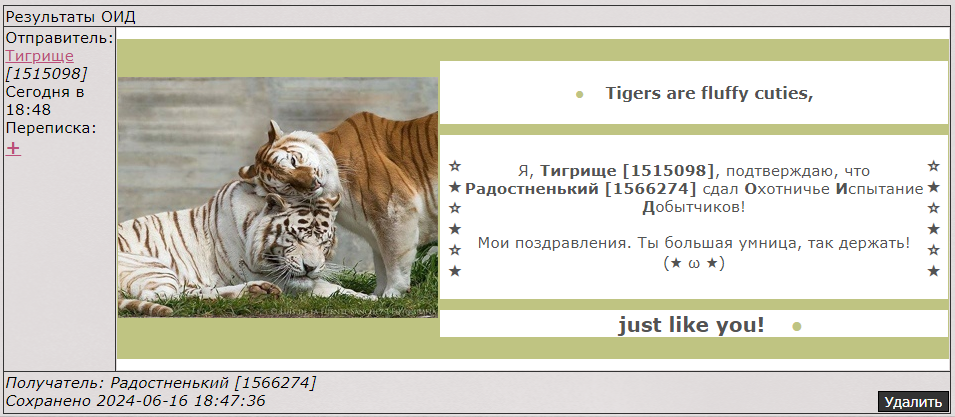 Результаты ОИД
Отправитель:
Тигрище
[1515098]
Сегодня в
18:48
Переписка:
+
Tigers are fluffy cuties,
Я, Тигрище [1515098], подтверждаю, что
Радостненький [1566274] сдал Охотничье Испытание
Добытчиков!
Мои поздравления. Ты большая умница, так держать!
(★ ω ★)
just like you!
Получатель: Радостненький [1566274]
Сохранено 2024-06-16 18:47:36
Удалить